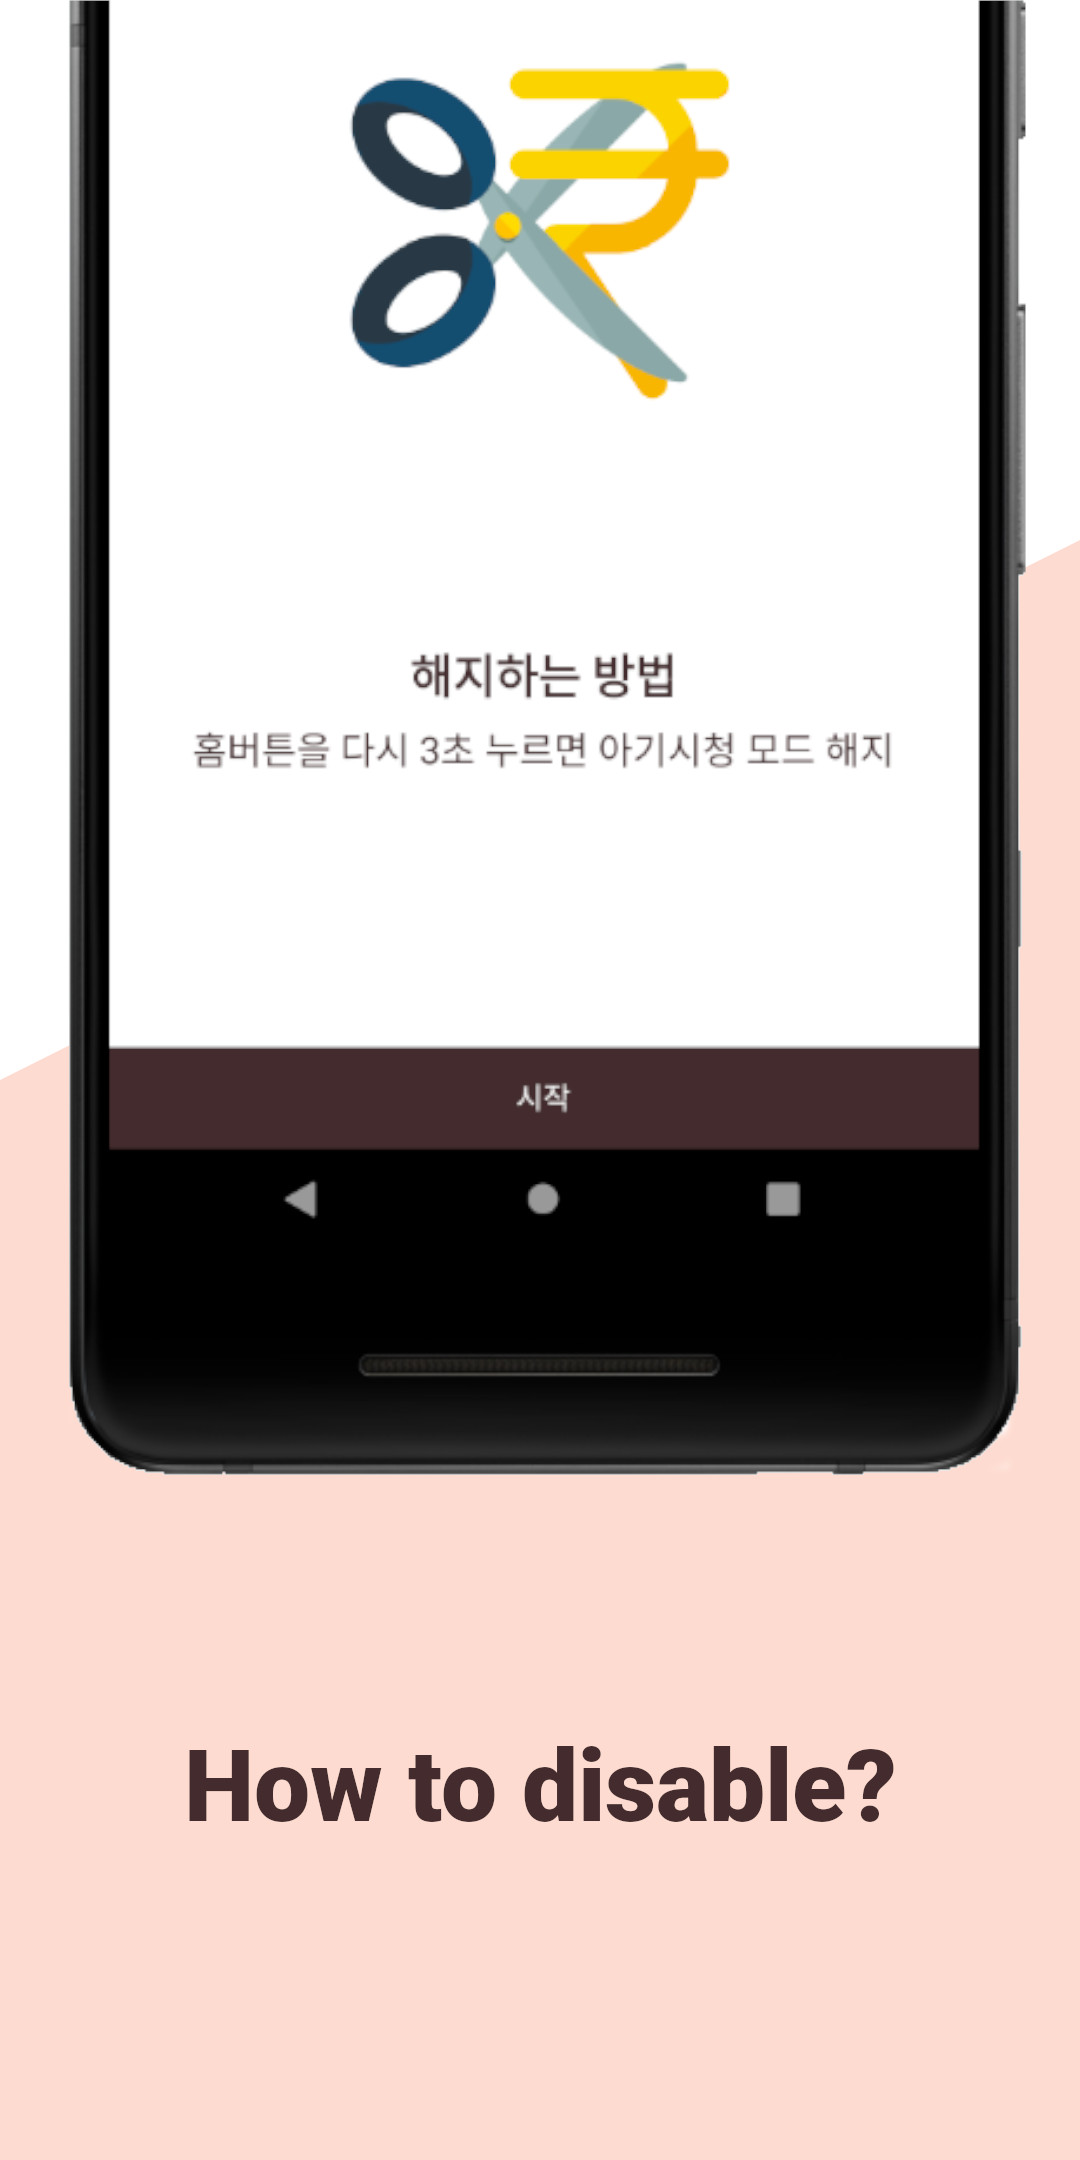 해지하는 방법
홈버튼을 다시 3초 누르면 아기시청 모드 해지
시작
How to disable?